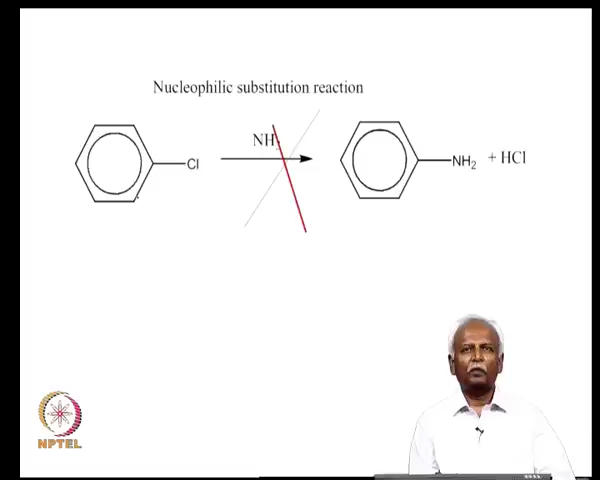 Nucleophilic substitution reaction
NH3
Cl
NH2 + HCl
NPTEL